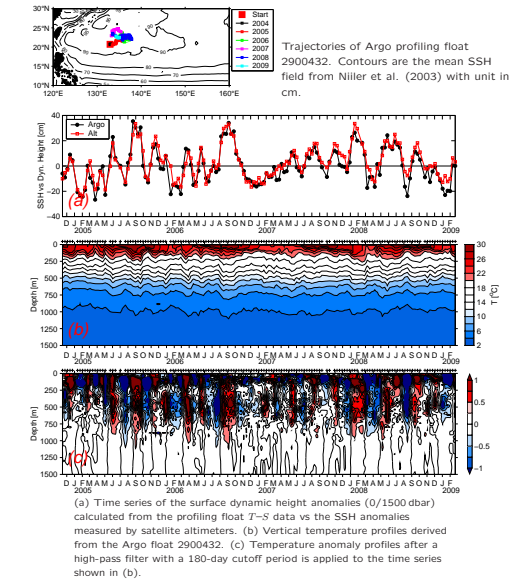 30°N
25°N
20°N
15°N
10°N
120°E 130°E 140°E 150°E 160°E
Start
2004
2005
2006
2007
2008
2009
Trajectories of Argo profiling float
2900432. Contours are the mean SSH
field from Niiler et al. (2003) with unit in
cm.
SSH vs Dyn. Height [cm]
40
20
0
−20
−40
Argo
Alt
(a)
D J F M A M J J A S O N D J F M A M J J A S O N D J F M A M J J A S O N D J F M A M J J A S O N D J F
2005 2006 2007 2008 2009
Depth [m]
0
250
500
750
1000
1250
1500
(b)
30
26
22
18
14
10
6
2
T [°C]
D J F M A M J J A S O N D J F M A M J J A S O N D J F M A M J J A S O N D J F M A M J J A S O N D J F
2005 2006 2007 2008 2009
Depth [m]
0
250
500
750
1000
1250
1500
(c)
1
0.5
0
−0.5
−1
D J F M A M J J A S O N D J F M A M J J A S O N D J F M A M J J A S O N D J F M A M J J A S O N D J F
2005 2006 2007 2008 2009
(a) Time series of the surface dynamic height anomalies (0/1500 dbar)
calculated from the profiling float T–S data vs the SSH anomalies
measured by satellite altimeters. (b) Vertical temperature profiles derived
from the Argo float 2900432. (c) Temperature anomaly profiles after a
high-pass filter with a 180-day cutoff period is applied to the time series
shown in (b).